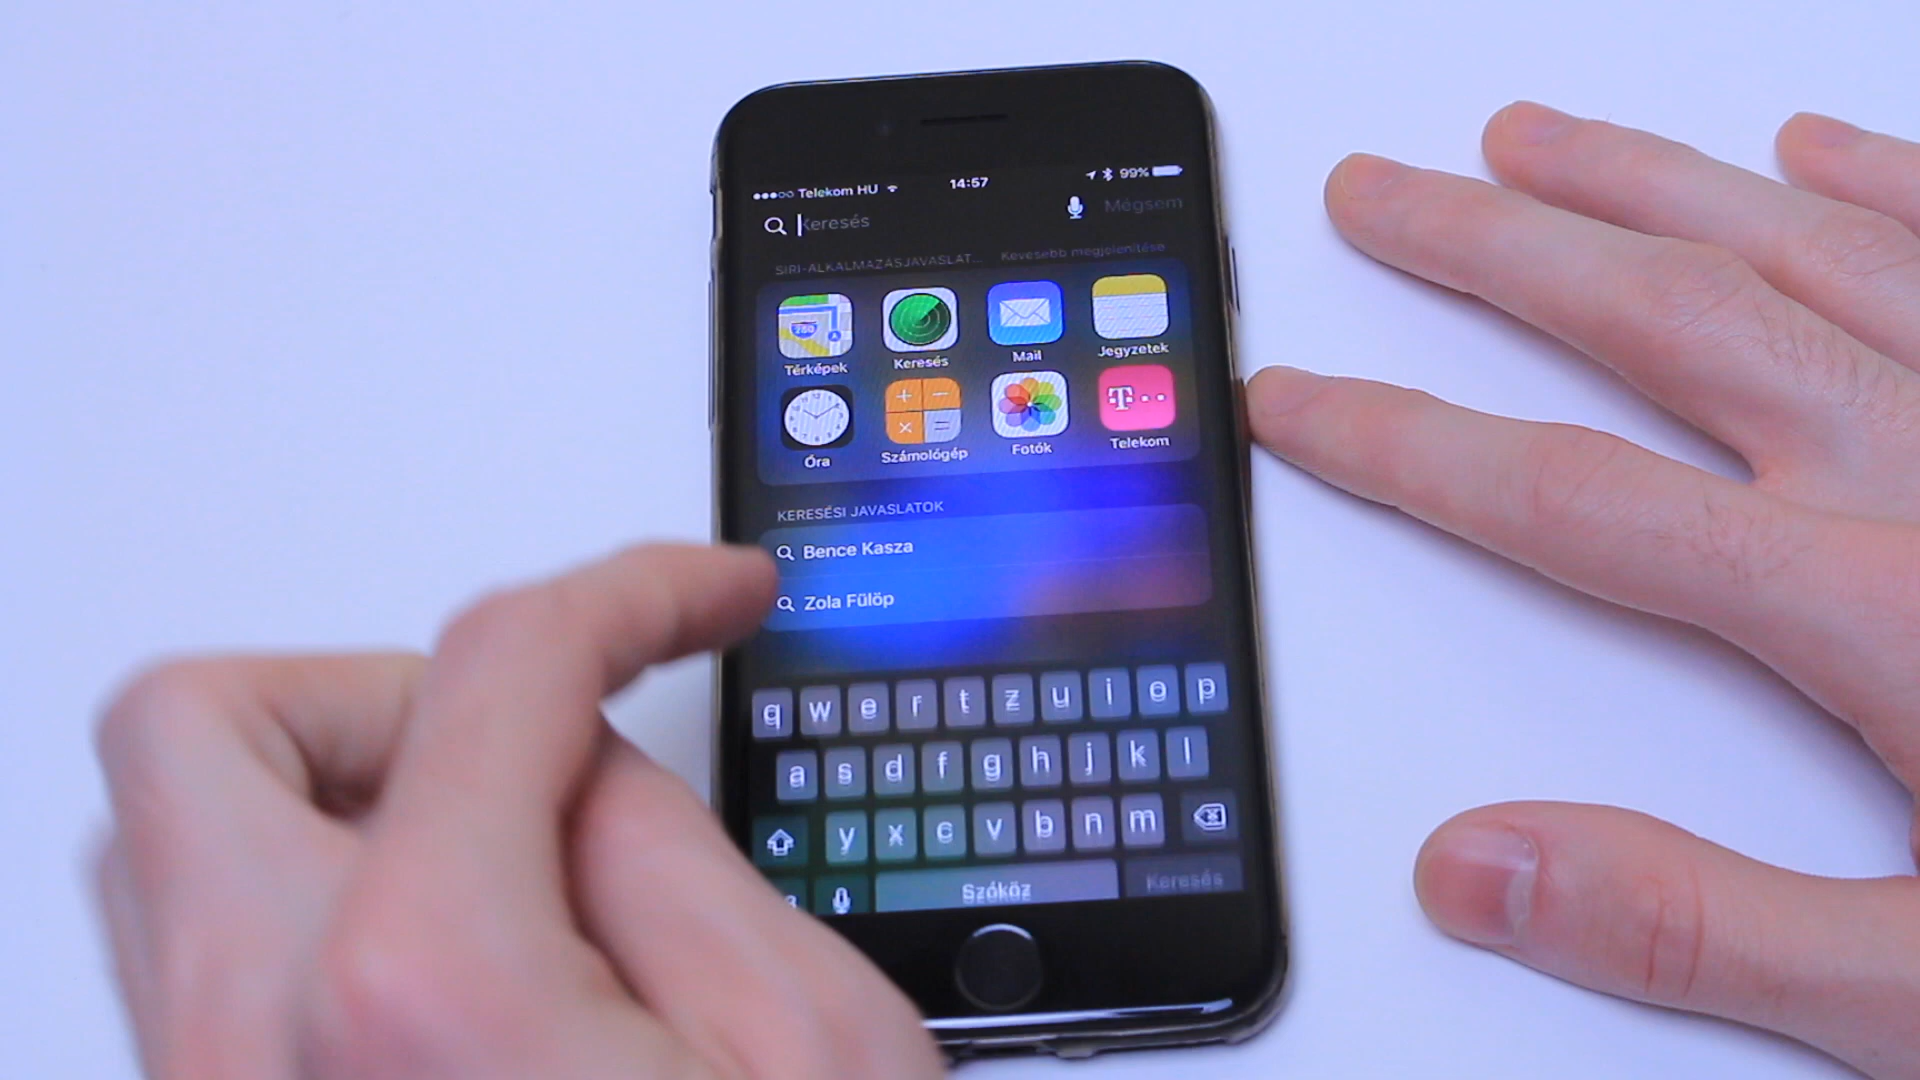 Telekom HU 14:57 99%
Keresés Mégsem
SIRI-ALKALMAZÁSJAVASLAT... Kevesebb megjelenítése
280 A
Térképek Keresés Mail Jegyzetek
T
Óra Számológép Fotók Telekom
KERESÉSI JAVASLATOK
Bence Kasza
Zola Fülöp
q w e r t z u i o p
a s d f g h j k l
y x c v b n m
Szóköz Keresés